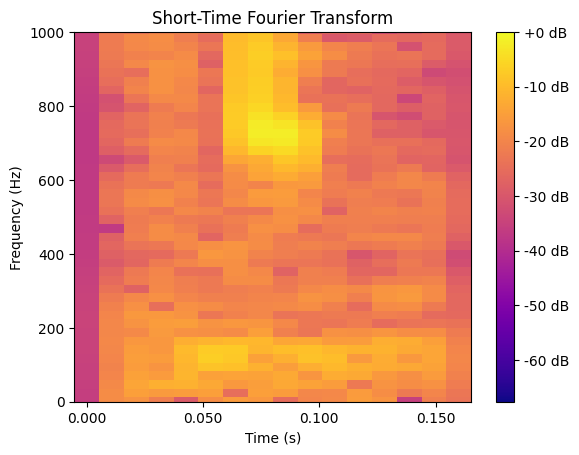 Short-Time Fourier Transform
1000
800
600
400
200
0
Frequency (Hz)
0.000
0.050
0.100
0.150
Time (s)
+0 dB
-10 dB
-20 dB
-30 dB
-40 dB
-50 dB
-60 dB